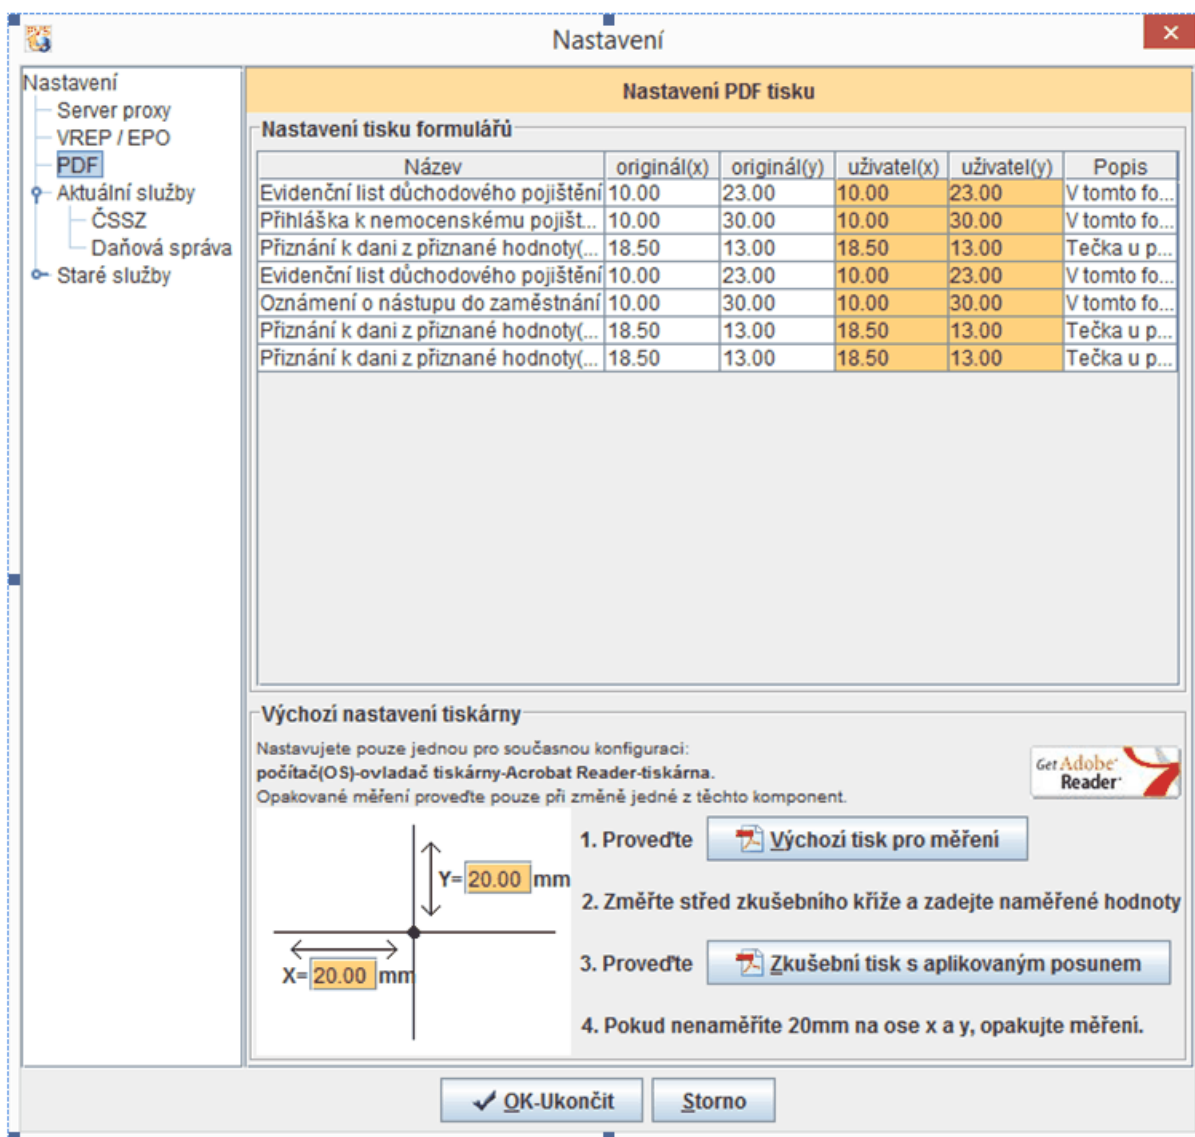 Nastavení
Nastavení
Server proxy
VREP / EPO
PDF
Aktuální služby
ČSSZ
Daňová správa
Staré služby
Nastavení PDF tisku
Nastavení tisku formulářů
Název originál(x) originál(y) uživatel(x) uživatel(y) Popis
Evidenční list důchodového pojištění 10.00 23.00 10.00 23.00 V tomto fo...
Přihláška k nemocenskému pojišt... 10.00 30.00 10.00 30.00 V tomto fo...
Přiznání k dani z přiznané hodnoty(... 18.50 13.00 18.50 13.00 Tečka u p...
Evidenční list důchodového pojištění 10.00 23.00 10.00 23.00 V tomto fo...
Oznámení o nástupu do zaměstnání 10.00 30.00 10.00 30.00 V tomto fo...
Přiznání k dani z přiznané hodnoty(... 18.50 13.00 18.50 13.00 Tečka u p...
Přiznání k dani z přiznané hodnoty(... 18.50 13.00 18.50 13.00 Tečka u p...
Výchozí nastavení tiskárny
Nastavujete pouze jednou pro současnou konfiguraci:
počítač(OS)-ovladač tiskárny-Acrobat Reader-tiskárna.
Opakované měření proveďte pouze při změně jedné z těchto komponent.
Get Adobe
Reader
Y= 20.00 mm
X= 20.00 mm
1. Proveďte Výchozí tisk pro měření
2. Změřte střed zkušebního kříže a zadejte naměřené hodnoty
3. Proveďte Zkušební tisk s aplikovaným posunem
4. Pokud nenaměříte 20mm na ose x a y, opakujte měření.
OK-Ukončit Storno